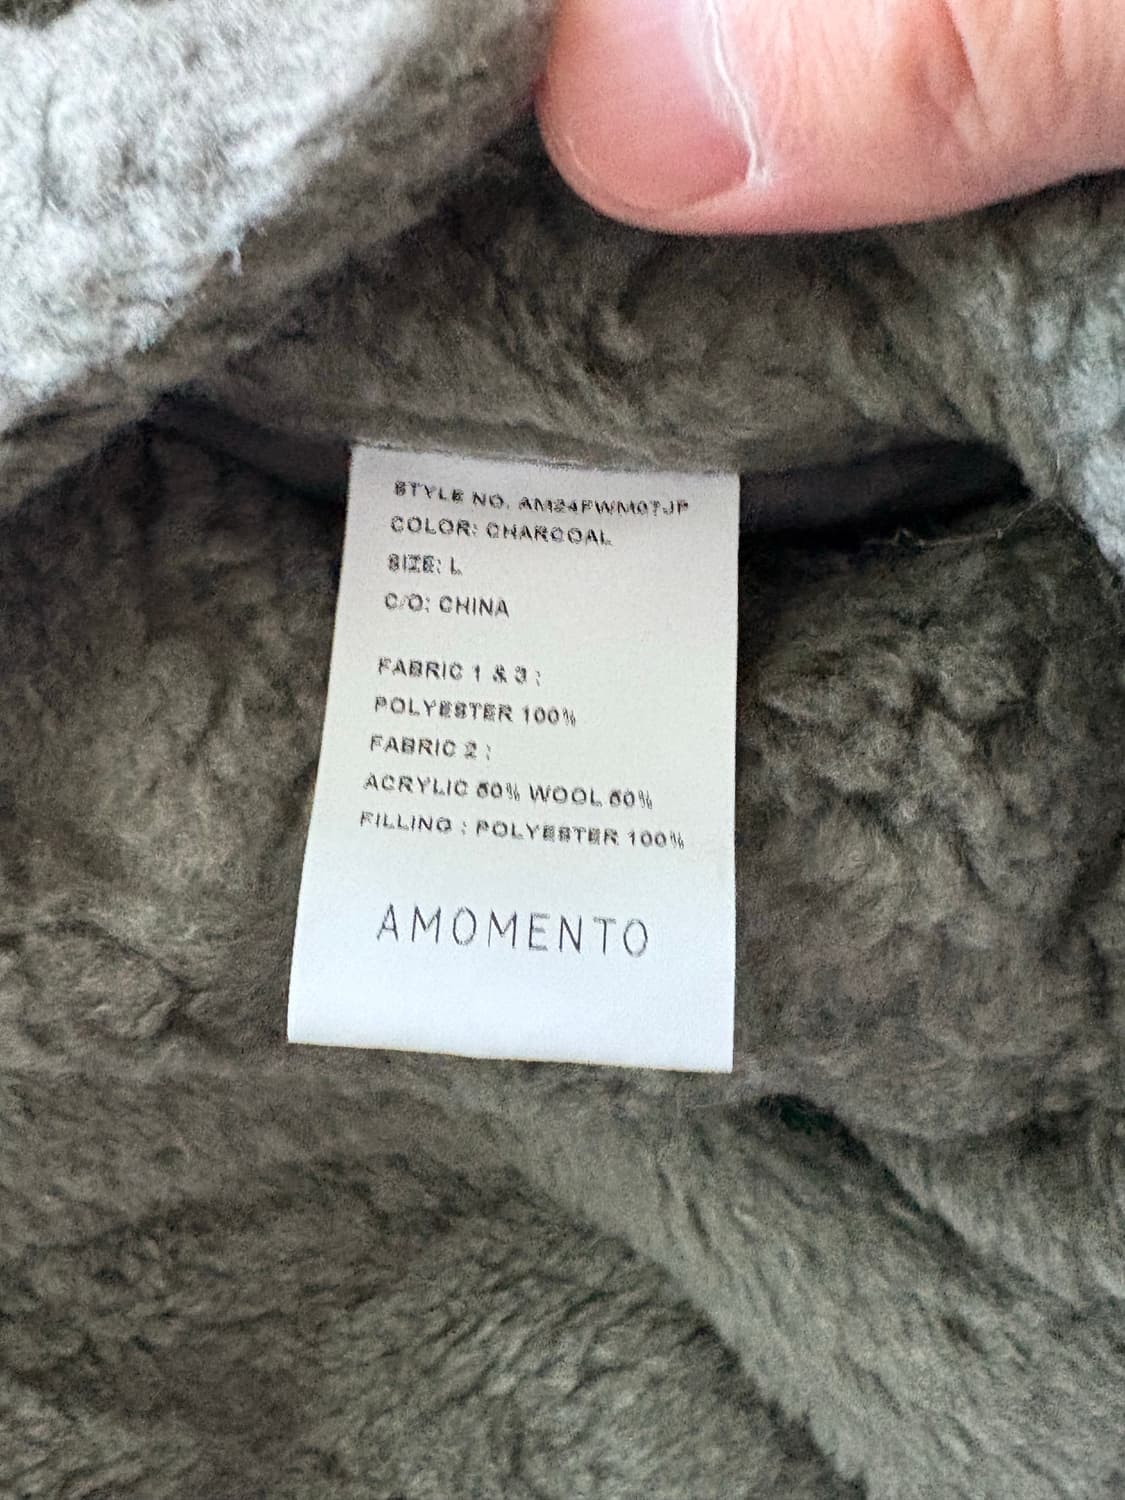 STYLE NO. AM24FWM07JP
COLOR: CHARCOAL
SIZE: L
C/O: CHINA
FABRIC 1 & 3 :
POLYESTER 100%
FABRIC 2 :
ACRYLIC 50% WOOL 50%
FILLING : POLYESTER 100%
AMOMENTO